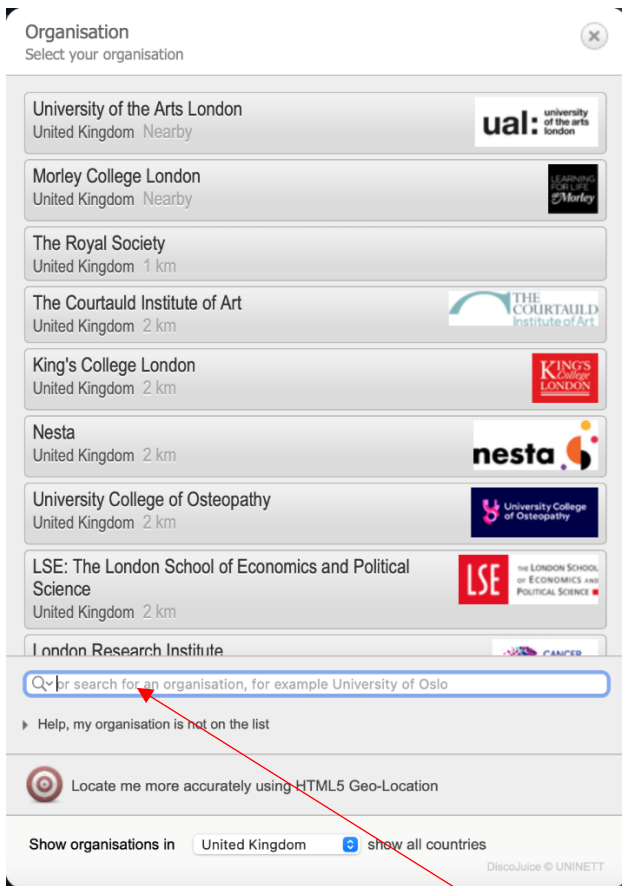 Organisation
Select your organisation
University of the Arts London
United Kingdom Nearby
ual: university of the arts london
Morley College London
United Kingdom Nearby
LEARNING
FOR LIFE
@Morley
The Royal Society
United Kingdom 1 km
The Courtauld Institute of Art
United Kingdom 2 km
THE
COURTAULD
Institute of Art
King's College London
United Kingdom 2 km
KING'S
College
LONDON
Nesta
United Kingdom 2 km
nesta
University College of Osteopathy
United Kingdom 2 km
University College
of Osteopathy
LSE: The London School of Economics and Political
Science
United Kingdom 2 km
LSE
THE LONDON SCHOOL
OF ECONOMICS AND
POLITICAL SCIENCE
London Research Institute
CANCER
or search for an organisation, for example University of Oslo
Help, my organisation is not on the list
Locate me more accurately using HTML5 Geo-Location
Show organisations in United Kingdom show all countries
DiscoJuice © UNINETT